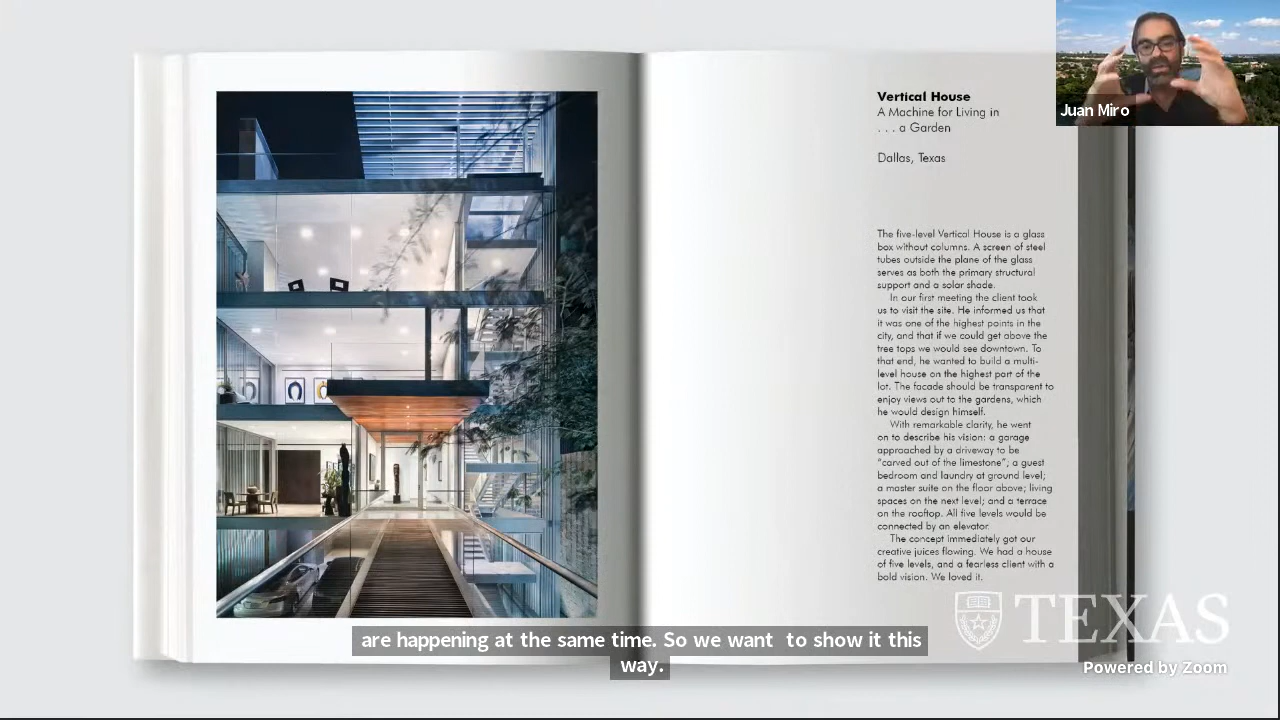 Vertical House
A Machine for Living in
. . . a Garden
Dallas, Texas
The five-level Vertical House is a glass
box without columns. A screen of steel
tubes outside the plane of the glass
serves as both the primary structural
support and a solar shade.
In our first meeting the client took
us to visit the site. He informed us that
it was one of the highest points in the
city, and that if we could get above the
tree tops we would see downtown. To
that end, he wanted to build a multi-
level house on the highest part of the
lot. The facade should be transparent to
enjoy views out to the gardens, which
he would design himself.
With remarkable clarity, he went
on to describe his vision: a garage
approached by a driveway to be
“carved out of the limestone”; a guest
bedroom and laundry at ground level;
a master suite on the floor above; living
spaces on the next level; and a terrace
on the rooftop. All five levels would be
connected by an elevator.
The concept immediately got our
creative juices flowing. We had a house
of five levels, and a fearless client with a
bold vision. We loved it.
Juan Miro
TEXAS
Powered by Zoom
are happening at the same time. So we want to show it this
way.